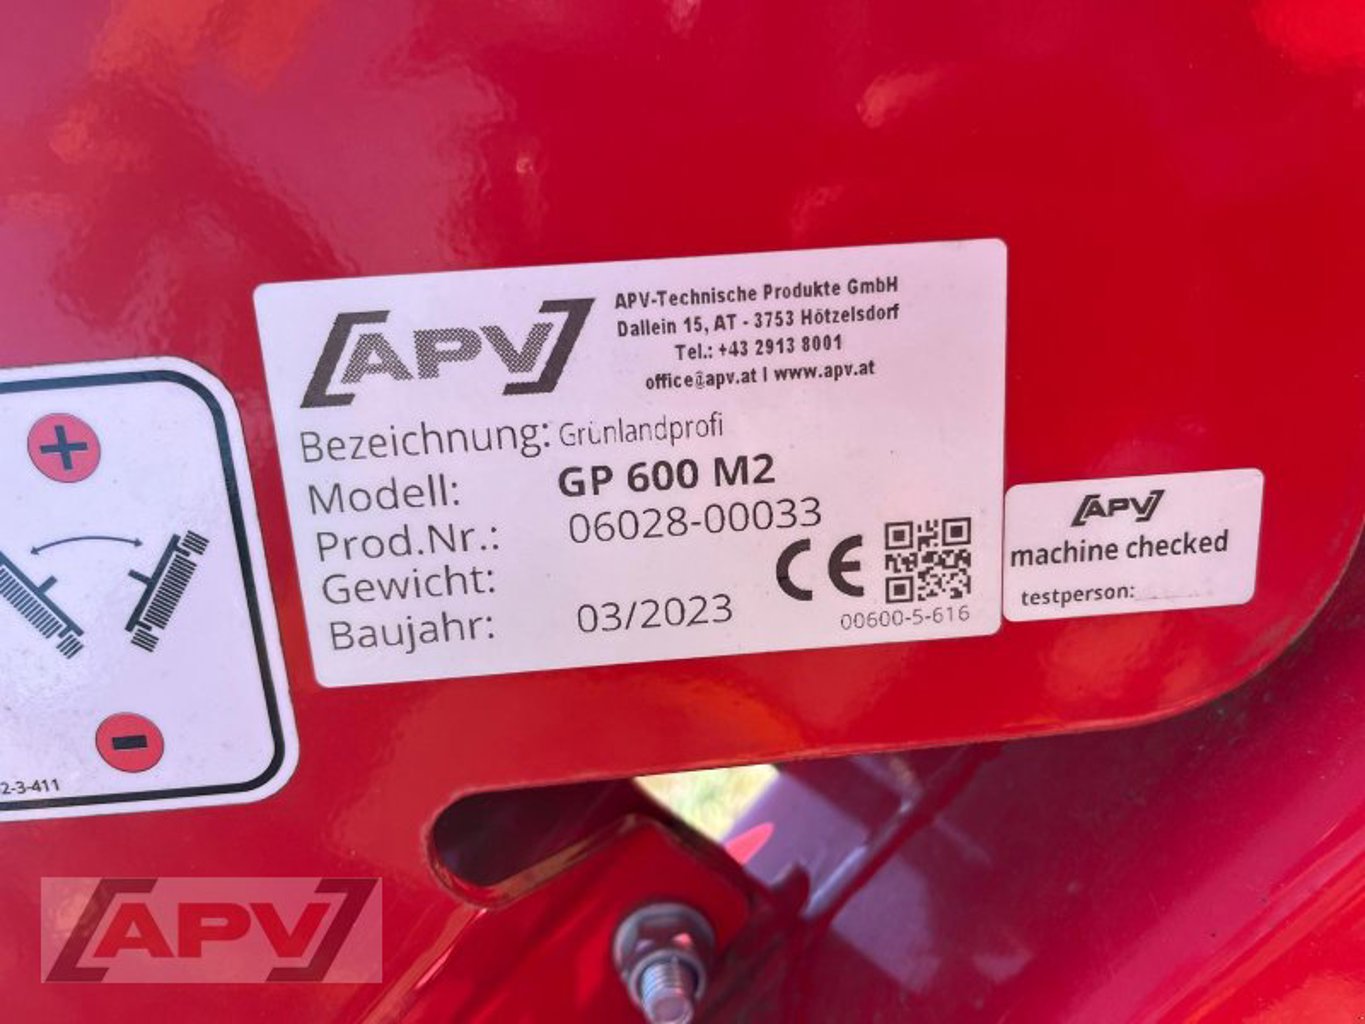 APV
APV-Technische Produkte GmbH
Dallein 15, AT - 3753 Hötzelsdorf
Tel.: +43 2913 8001
office@apv.at | www.apv.at
Bezeichnung: Grünlandprofi
Modell: GP 600 M2
Prod.Nr.: 06028-00033
Gewicht:
Baujahr: 03/2023
CE
00600-5-616
APV
machine checked
testperson:
+
-
2-3-411
APV